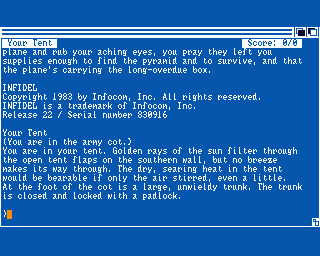 Your Tent Score: 0/0
plane and rub your aching eyes, you pray they left you
supplies enough to find the pyramid and to survive, and that
the plane's carrying the long-overdue box.
INFIDEL
Copyright 1983 by Infocom, Inc. All rights reserved.
INFIDEL is a trademark of Infocom, Inc.
Release 22 / Serial number 830916
Your Tent
(You are in the army cot.)
You are in your tent. Golden rays of the sun filter through
the open tent flaps on the southern wall, but no breeze
makes its way through. The dry, searing heat in the tent
would be bearable if only the air stirred, even a little.
At the foot of the cot is a large, unwieldy trunk. The trunk
is closed and locked with a padlock.
>